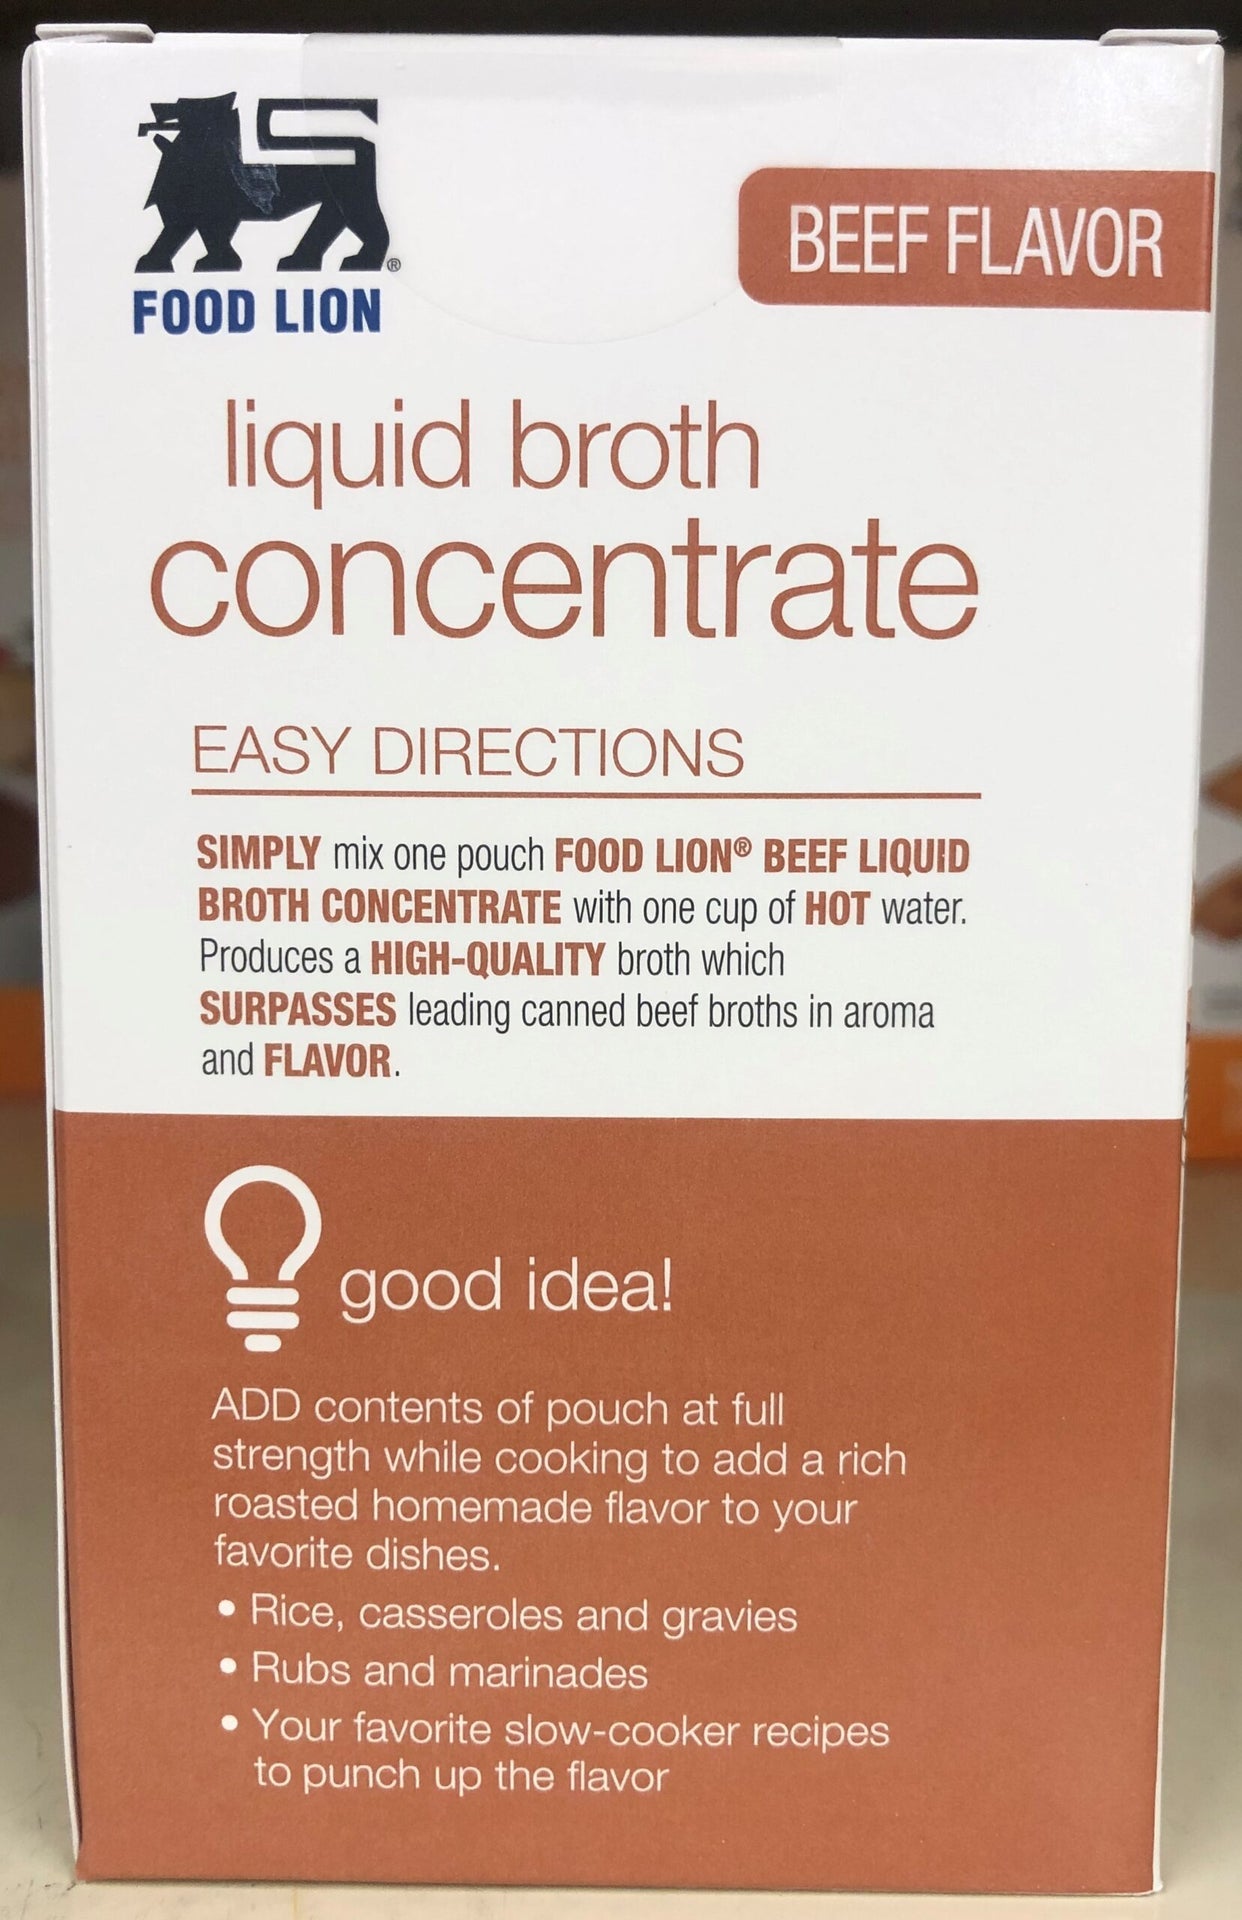 FOOD LION
BEEF FLAVOR
liquid broth
concentrate
EASY DIRECTIONS
SIMPLY mix one pouch FOOD LION® BEEF LIQUID
BROTH CONCENTRATE with one cup of HOT water.
Produces a HIGH-QUALITY broth which
SURPASSES leading canned beef broths in aroma
and FLAVOR.
good idea!
ADD contents of pouch at full
strength while cooking to add a rich
roasted homemade flavor to your
favorite dishes.
• Rice, casseroles and gravies
• Rubs and marinades
• Your favorite slow-cooker recipes
to punch up the flavor